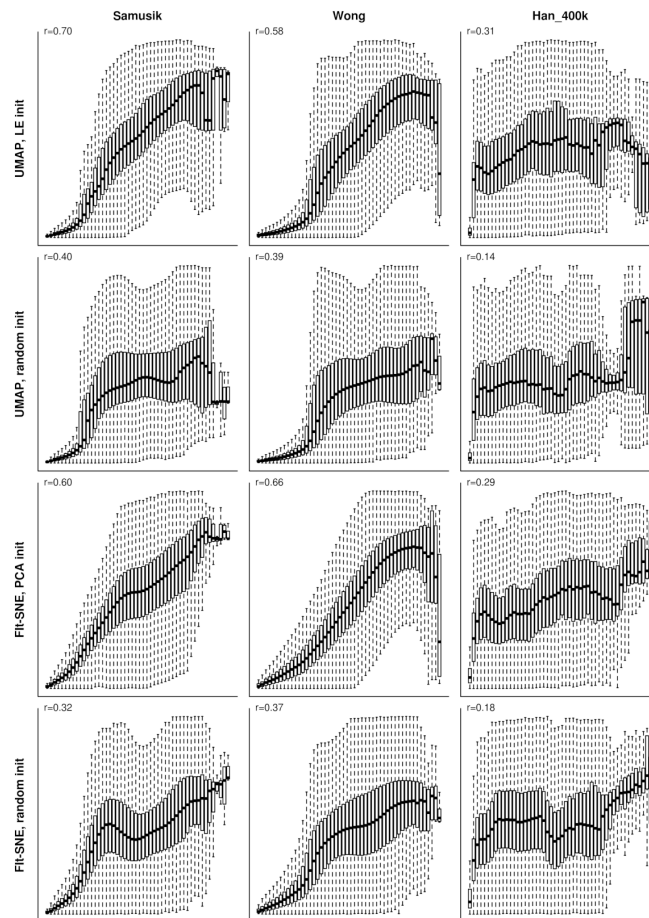 Samusik Wong Han_400k
UMAP, LE init
r=0.70 r=0.58 r=0.31
UMAP, random init
r=0.40 r=0.39 r=0.14
FIt-SNE, PCA init
r=0.60 r=0.66 r=0.29
FIt-SNE, random init
r=0.32 r=0.37 r=0.18